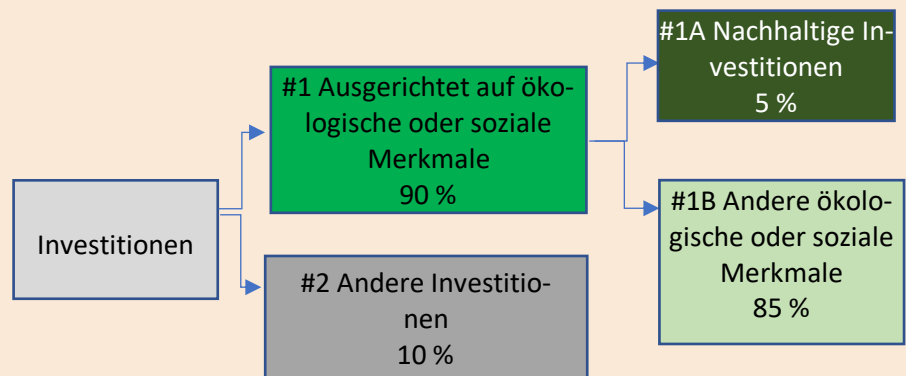 Investitionen
#1 Ausgerichtet auf öko-
logische oder soziale
Merkmale
90 %
#2 Andere Investitio-
nen
10 %
#1A Nachhaltige In-
vestitionen
5 %
#1B Andere ökolo-
gische oder soziale
Merkmale
85 %